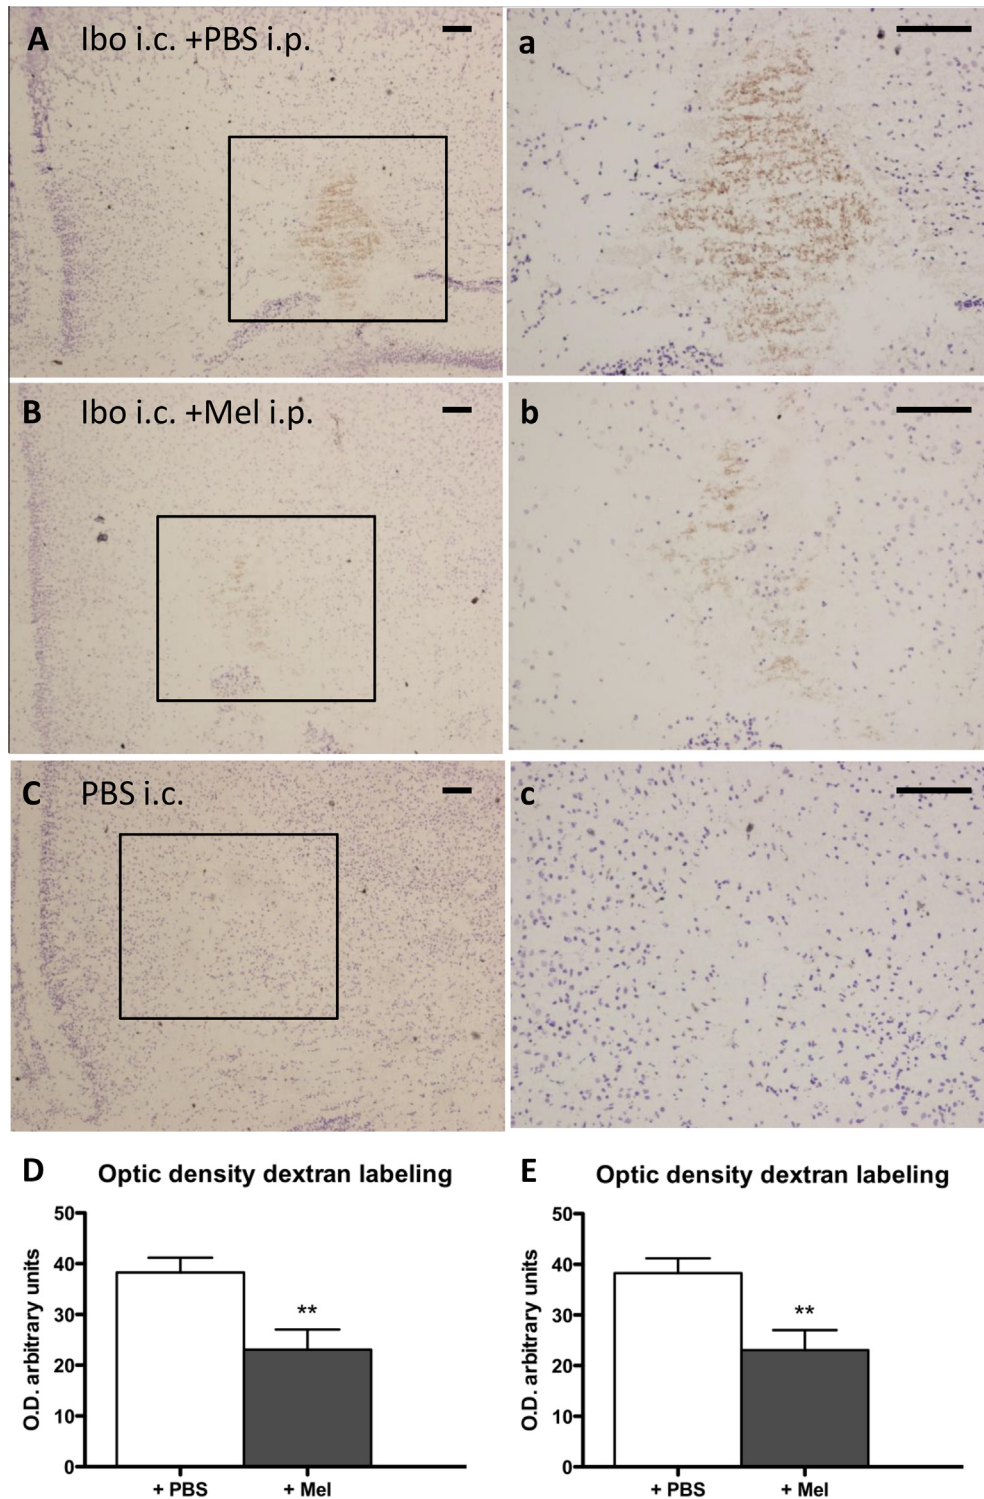 A Ibo i.c. +PBS i.p. a
B Ibo i.c. +Mel i.p. b
C PBS i.c. c
D Optic density dextran labeling
O.D. arbitrary units
50
40
30
20
10
0
**
+ PBS + Mel
E Optic density dextran labeling
O.D. arbitrary units
50
40
30
20
10
0
**
+ PBS + Mel